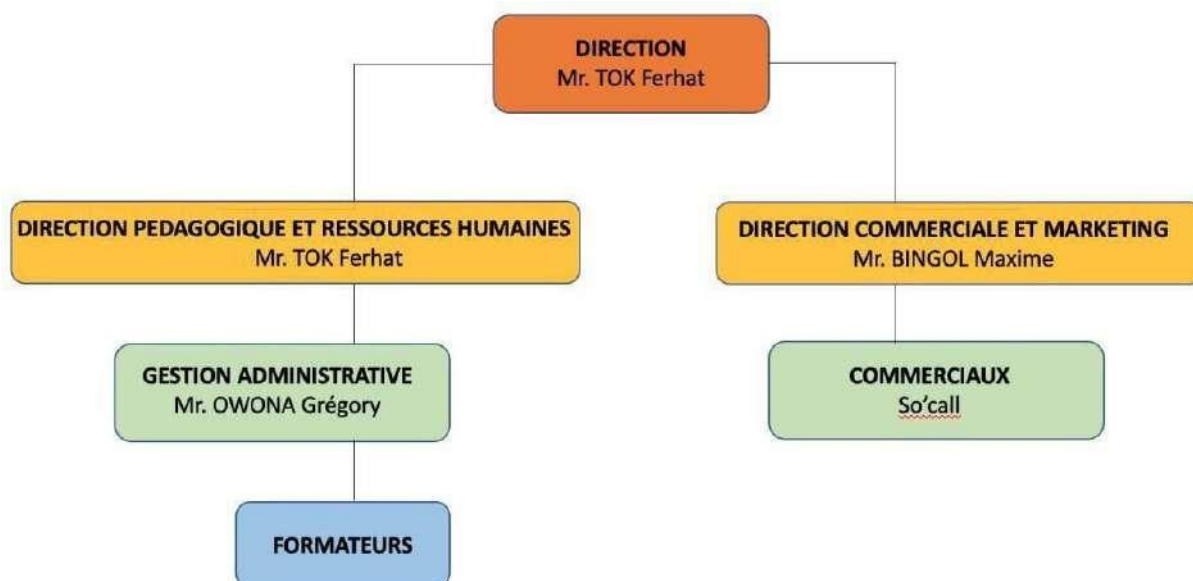 DIRECTION
Mr. TOK Ferhat
DIRECTION PEDAGOGIQUE ET RESSOURCES HUMAINES
Mr. TOK Ferhat
DIRECTION COMMERCIALE ET MARKETING
Mr. BINGOL Maxime
GESTION ADMINISTRATIVE
Mr. OWONA Grégory
COMMERCIAUX
So'call
FORMATEURS